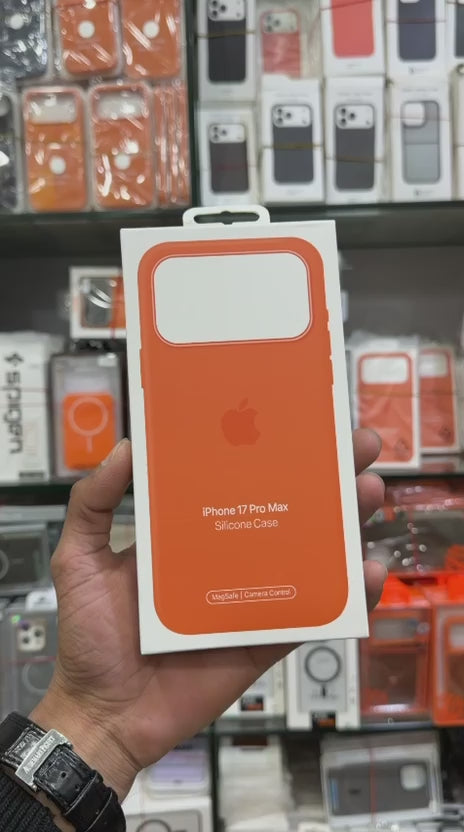 iPhone 17 Pro Max
Silicone Case
MagSafe | Camera Control
spigen